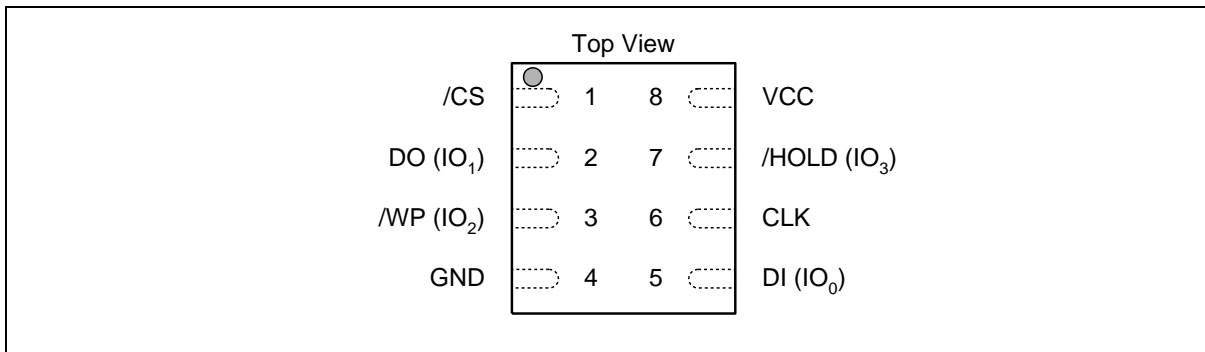 Top View
/CS 1 8 VCC
DO (IO₁) 2 7 /HOLD (IO₃)
/WP (IO₂) 3 6 CLK
GND 4 5 DI (IO₀)